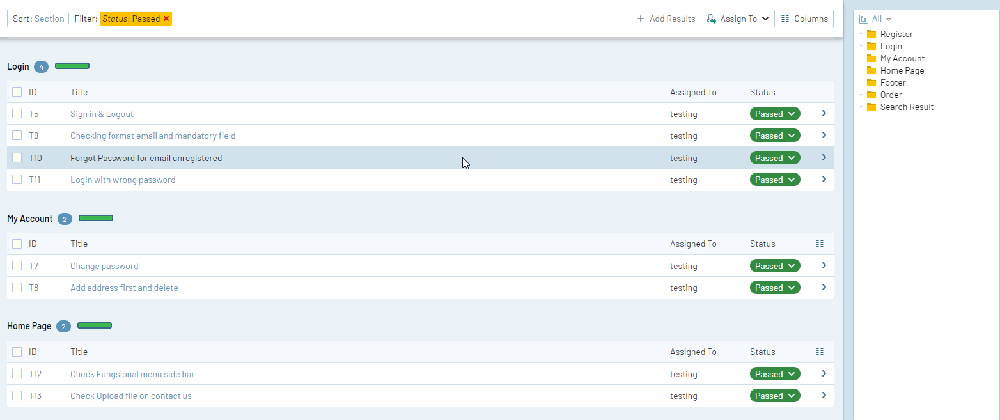 Sort: Section Filter: Status: Passed × + Add Results Assign To Columns
Login 4
ID Title Assigned To Status
T5 Sign in & Logout testing Passed
T9 Checking format email and mandatory field testing Passed
T10 Forgot Password for email unregistered testing Passed
T11 Login with wrong password testing Passed
My Account 2
ID Title Assigned To Status
T7 Change password testing Passed
T8 Add address first and delete testing Passed
Home Page 2
ID Title Assigned To Status
T12 Check Fungsional menu side bar testing Passed
T13 Check Upload file on contact us testing Passed
All
Register
Login
My Account
Home Page
Footer
Order
Search Result